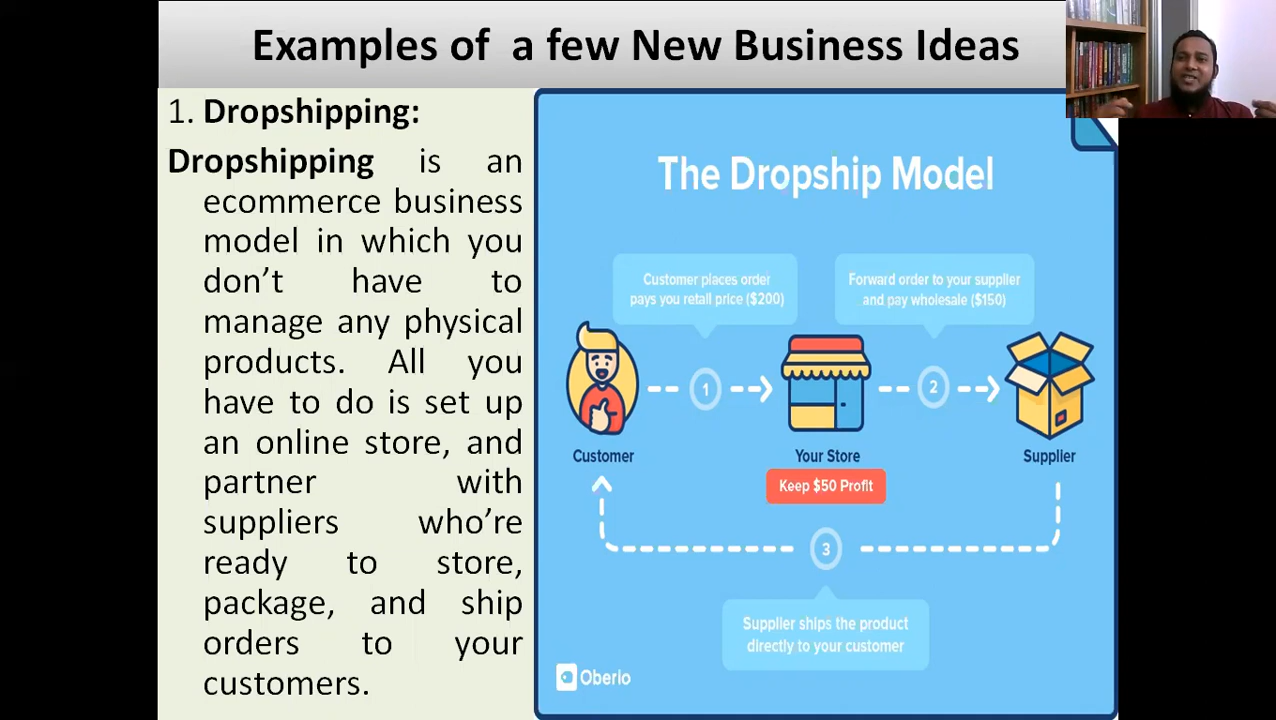 Examples of a few New Business Ideas
1. Dropshipping:
Dropshipping is an
ecommerce business
model in which you
don't have to
manage any physical
products. All you
have to do is set up
an online store, and
partner with
suppliers who're
ready to store,
package, and ship
orders to your
customers.
The Dropship Model
Customer places order
pays you retail price ($200)
Forward order to your supplier
and pay wholesale ($150)
1
2
Customer
Your Store
Supplier
Keep $50 Profit
3
Supplier ships the product
directly to your customer
Oberio